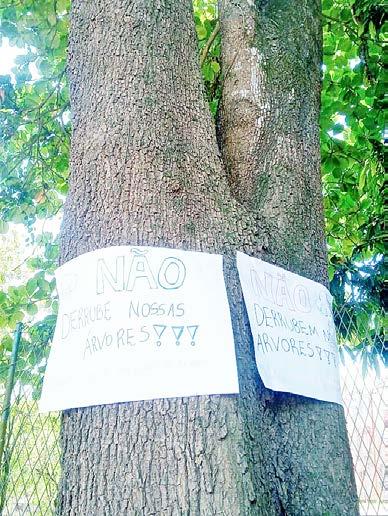 NÃO
DERRUBE NOSSAS
ARVORES???
NÃO
DERRUBEM
ARVORES???